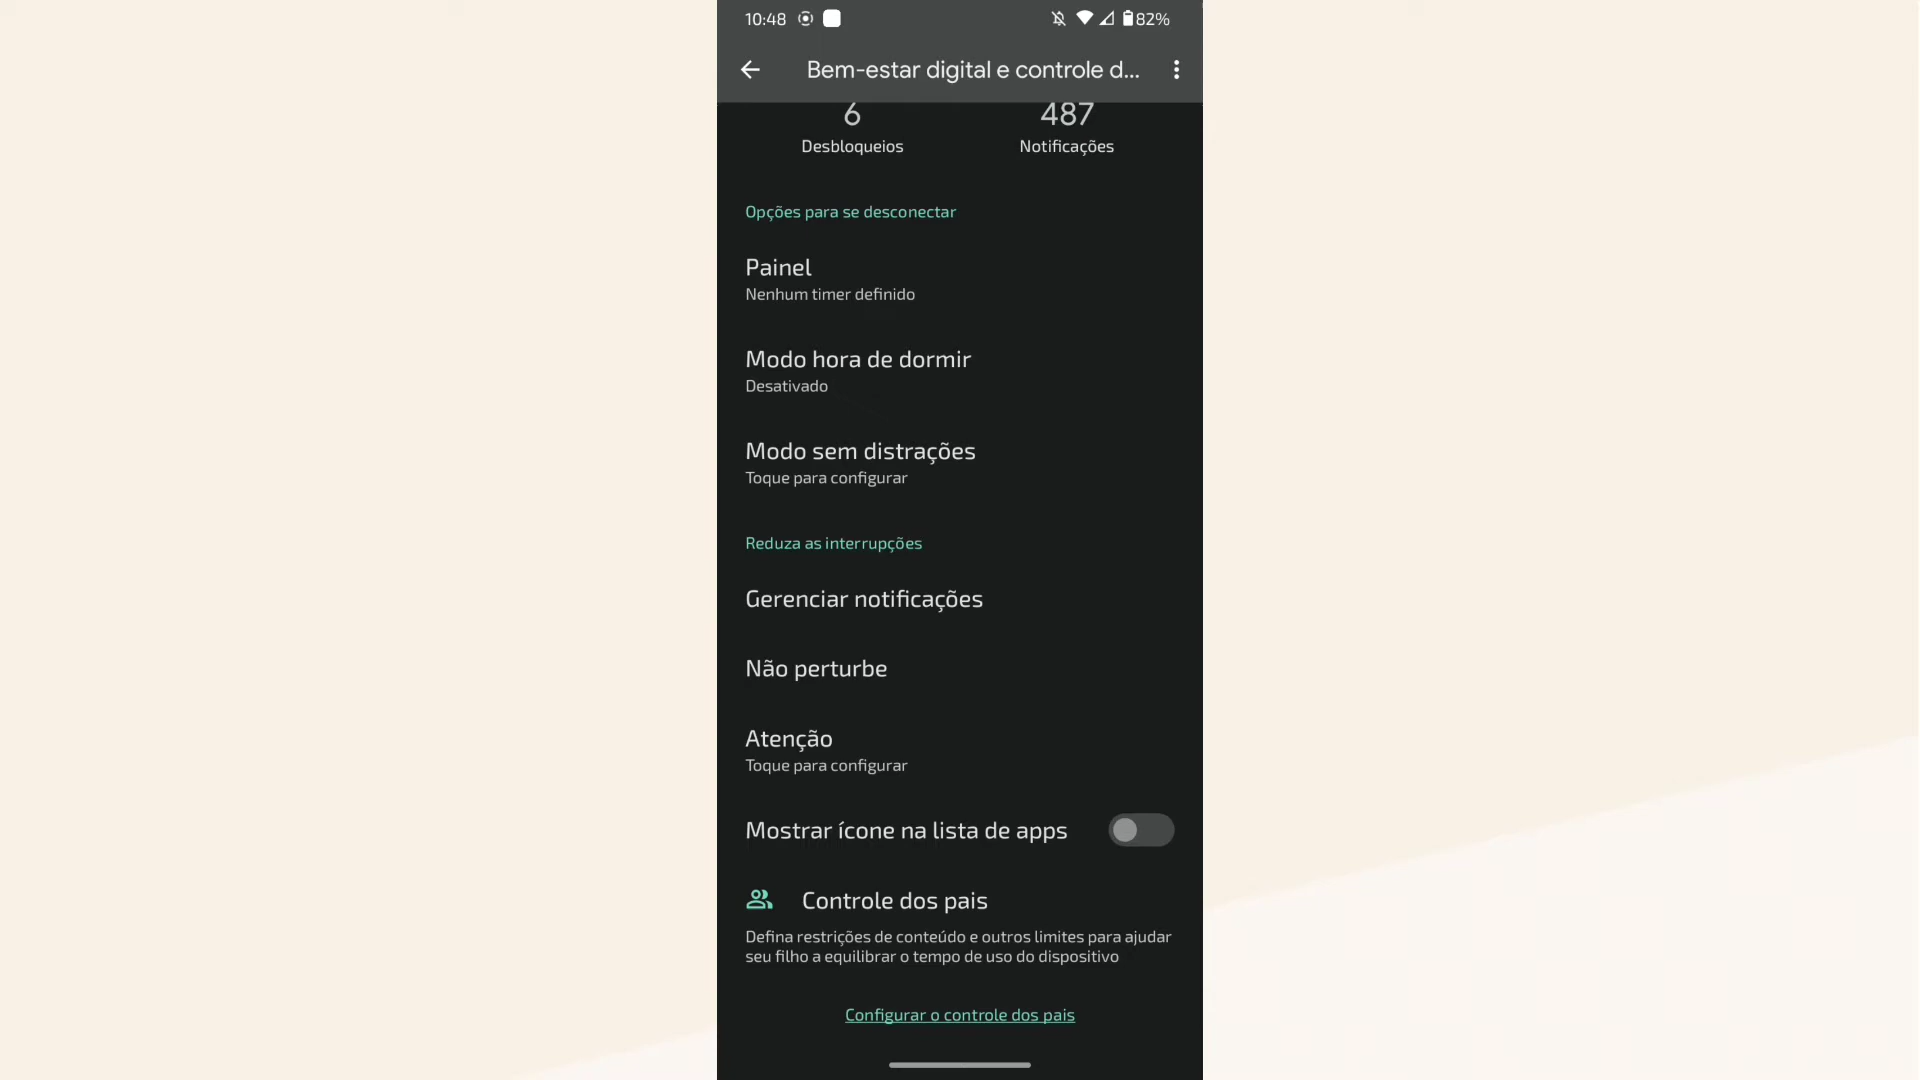 10:48
82%
Bem-estar digital e controle d...
6
487
Desbloqueios
Notificações
Opções para se desconectar
Painel
Nenhum timer definido
Modo hora de dormir
Desativado
Modo sem distrações
Toque para configurar
Reduza as interrupções
Gerenciar notificações
Não perturbe
Atenção
Toque para configurar
Mostrar ícone na lista de apps
Controle dos pais
Defina restrições de conteúdo e outros limites para ajudar
seu filho a equilibrar o tempo de uso do dispositivo
Configurar o controle dos pais